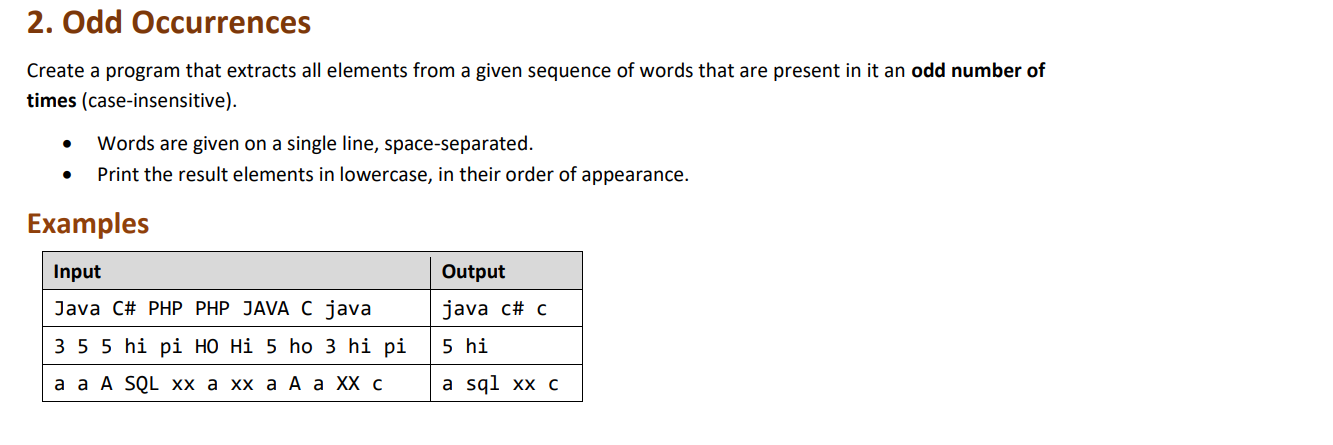 2. Odd Occurrences
Create a program that extracts all elements from a given sequence of words that are present in it an odd number of
times (case-insensitive).
• Words are given on a single line, space-separated.
• Print the result elements in lowercase, in their order of appearance.
Examples
Input Output
Java C# PHP PHP JAVA C java java c# c
3 5 5 hi pi HO Hi 5 ho 3 hi pi 5 hi
a a A SQL xx a xx a A a XX c a sql xx c